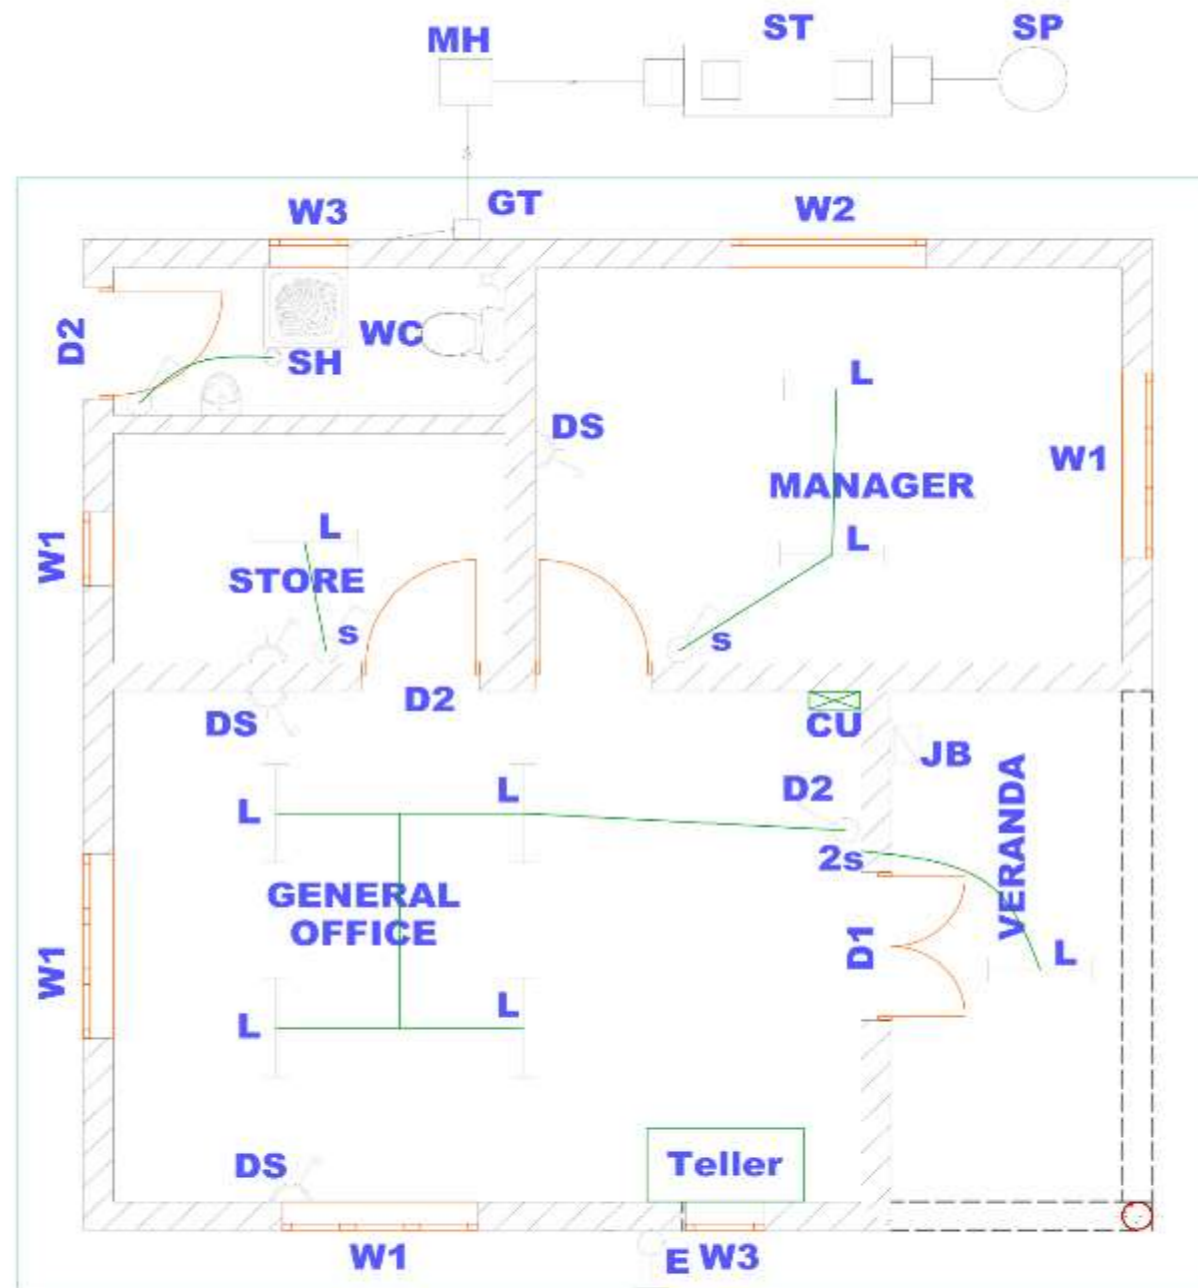 MH
ST
SP
GT
W3
W2
D2
WC
SH
L
DS
W1
MANAGER
L
L
W1
STORE
s
s
D2
DS
CU
JB
D2
L
L
2s
VERANDA
GENERAL
OFFICE
D1
L
W1
L
L
DS
Teller
W1
E
W3